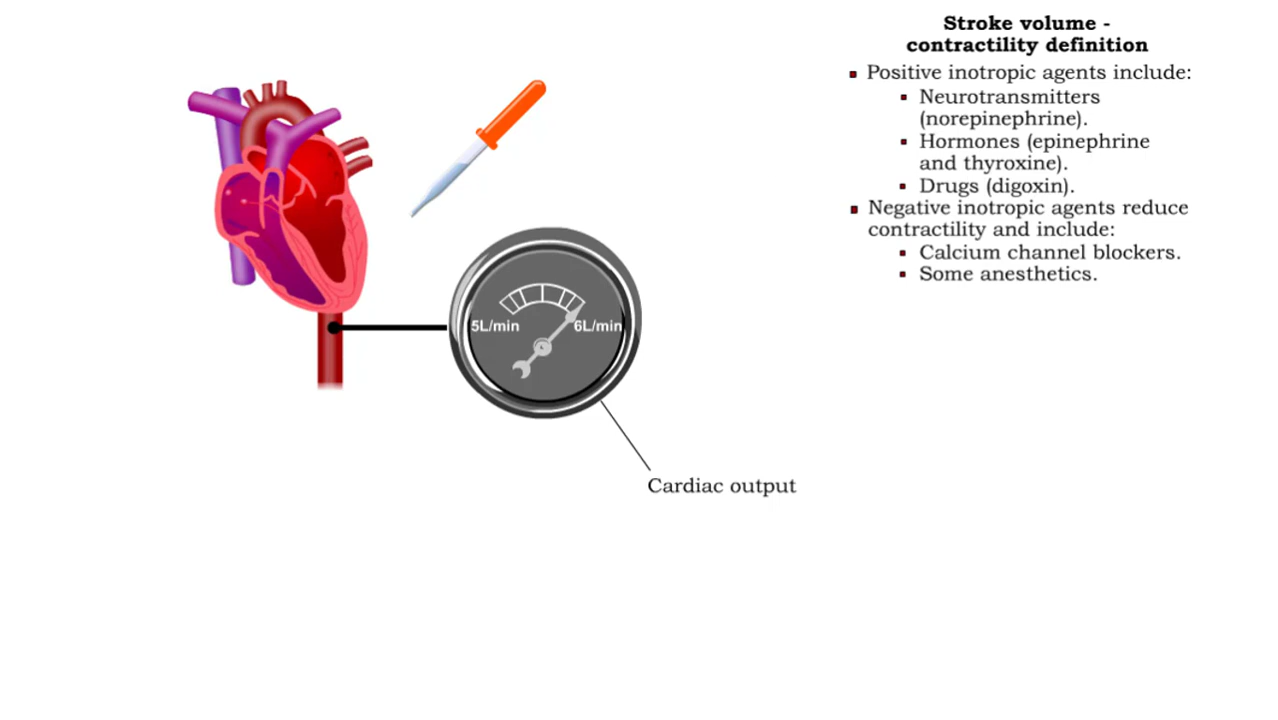 Stroke volume -
contractility definition
Positive inotropic agents include:
Neurotransmitters
(norepinephrine).
Hormones (epinephrine
and thyroxine).
Drugs (digoxin).
Negative inotropic agents reduce
contractility and include:
Calcium channel blockers.
Some anesthetics.
5L/min
6L/min
Cardiac output